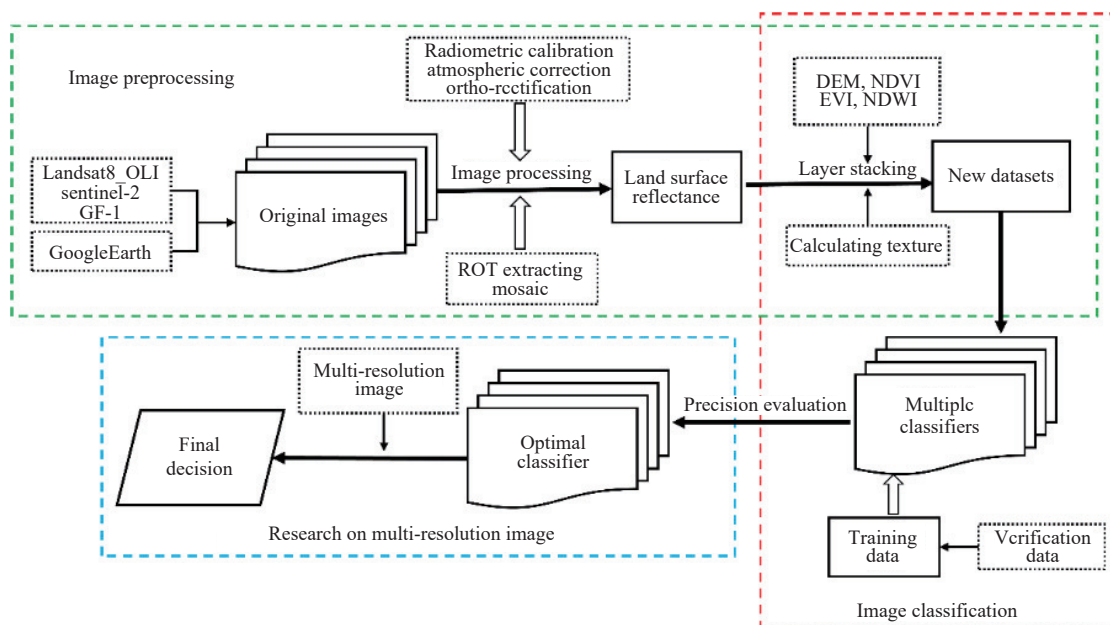 Image preprocessing
Radiometric calibration
atmospheric correction
ortho-rcctification
DEM, NDVI
EVI, NDWI
Landsat8_OLI
sentinel-2
GF-1
GoogleEarth
Original images
Image processing
Land surface
reflectance
Layer stacking
New datasets
ROT extracting
mosaic
Calculating texture
Multi-resolution
image
Final
decision
Optimal
classifier
Precision evaluation
Multiplc
classifiers
Research on multi-resolution image
Training
data
Vcrification
data
Image classification